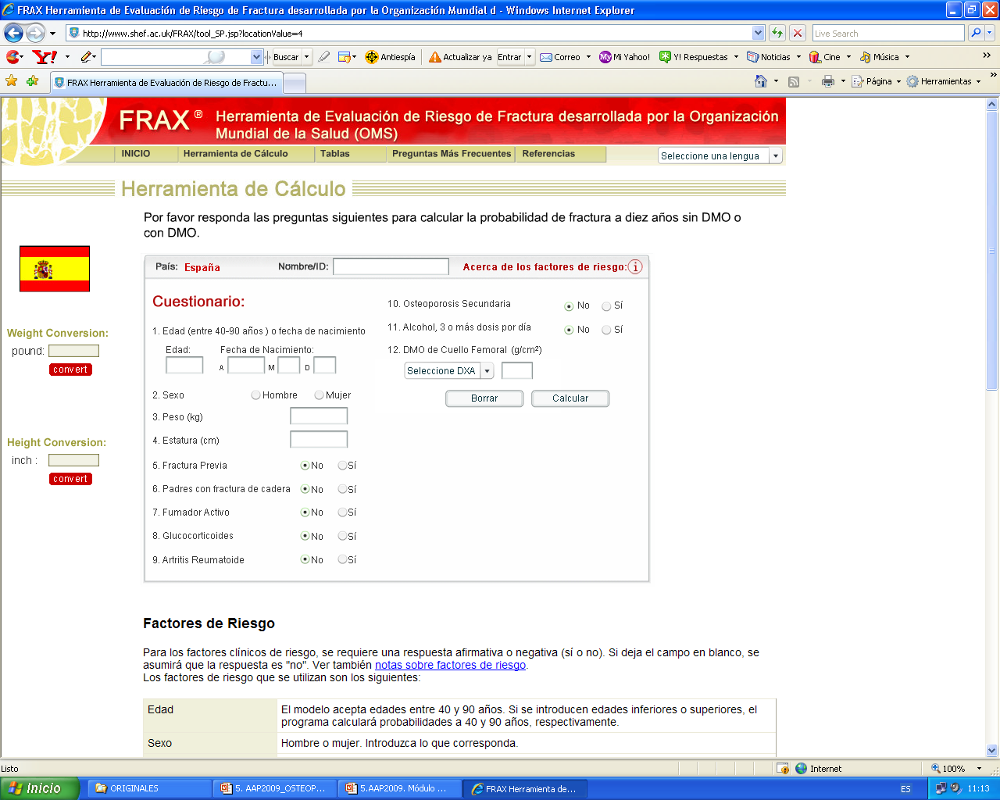 FRAX Herramienta de Evaluación de Riesgo de Fractura desarrollada por la Organización Mundial d - Windows Internet Explorer
http://www.shef.ac.uk/FRAX/tool_SP.jsp?locationValue=4
Live Search
Y! Buscar Antiespía Actualizar ya Entrar Correo My Mi Yahoo! Y! Respuestas Noticias Cine Música
FRAX Herramienta de Evaluación de Riesgo de Fractu...
Página Herramientas
FRAX ® Herramienta de Evaluación de Riesgo de Fractura desarrollada por la Organización
Mundial de la Salud (OMS)
INICIO Herramienta de Cálculo Tablas Preguntas Más Frecuentes Referencias Seleccione una lengua
Herramienta de Cálculo
Por favor responda las preguntas siguientes para calcular la probabilidad de fractura a diez años sin DMO o
con DMO.
País: España Nombre/ID: Acerca de los factores de riesgo: i
Cuestionario:
1. Edad (entre 40-90 años ) o fecha de nacimiento
Edad: Fecha de Nacimiento:
A M D
2. Sexo Hombre Mujer
3. Peso (kg)
4. Estatura (cm)
5. Fractura Previa No Sí
6. Padres con fractura de cadera No Sí
7. Fumador Activo No Sí
8. Glucocorticoides No Sí
9. Artritis Reumatoide No Sí
10. Osteoporosis Secundaria No Sí
11. Alcohol, 3 o más dosis por día No Sí
12. DMO de Cuello Femoral (g/cm²)
Seleccione DXA
Borrar Calcular
Weight Conversion:
pound:
convert
Height Conversion:
inch :
convert
Factores de Riesgo
Para los factores clínicos de riesgo, se requiere una respuesta afirmativa o negativa (sí o no). Si deja el campo en blanco, se
asumirá que la respuesta es "no". Ver también notas sobre factores de riesgo.
Los factores de riesgo que se utilizan son los siguientes:
Edad El modelo acepta edades entre 40 y 90 años. Si se introducen edades inferiores o superiores, el
programa calculará probabilidades a 40 y 90 años, respectivamente.
Sexo Hombre o mujer. Introduzca lo que corresponda.
Listo Internet 100%
Inicio ORIGINALES 5. AAP2009_OSTEOP... 5.AAP2009. Módulo ... FRAX Herramienta de... ES 11:13